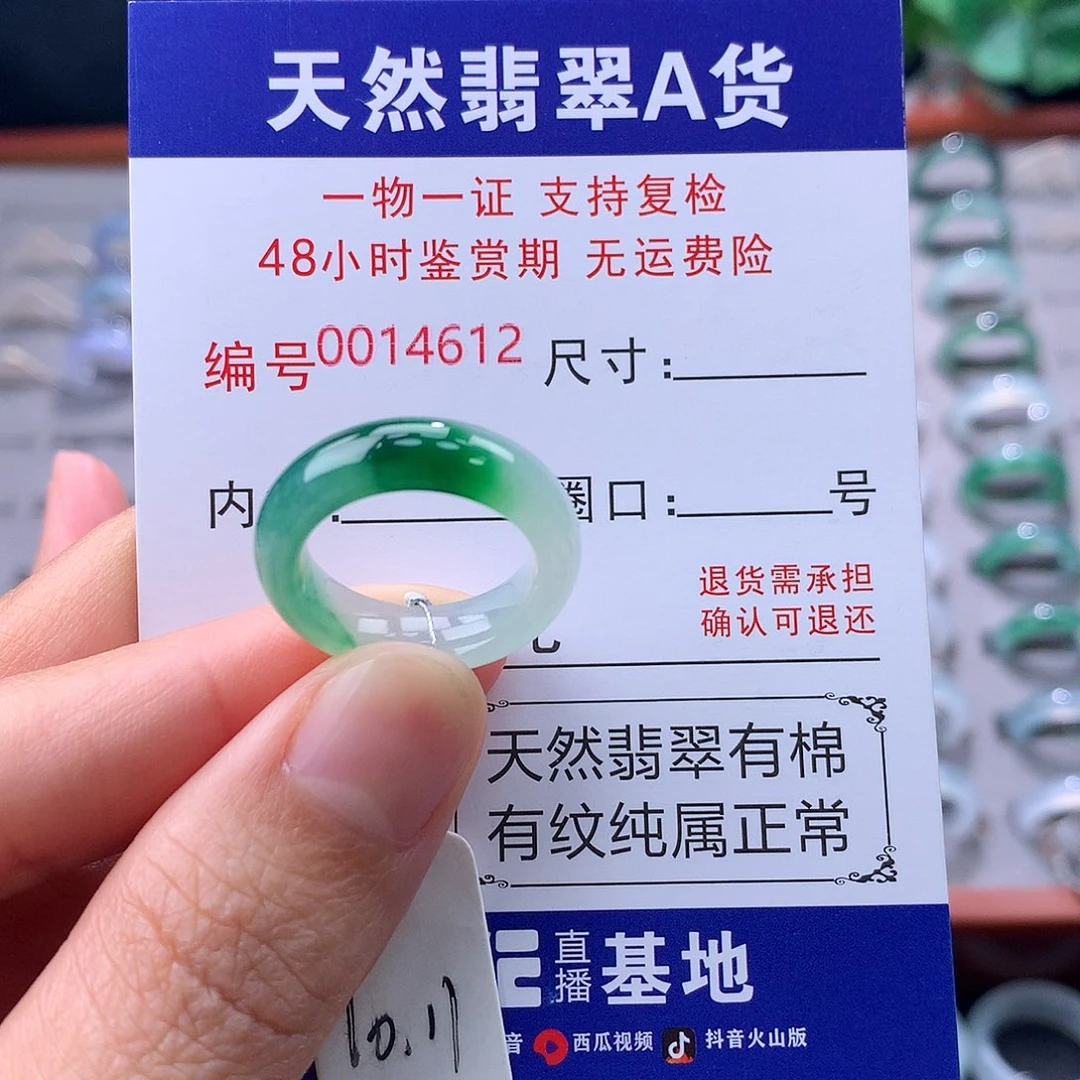 天然翡翠A货
一物一证 支持复检
48小时鉴赏期 无运费险
编号0014612 尺寸:
内 圈口: 号
退货需承担
确认可退还
天然翡翠有棉
有纹纯属正常
直播基地
音 西瓜视频 抖音火山版
10.17